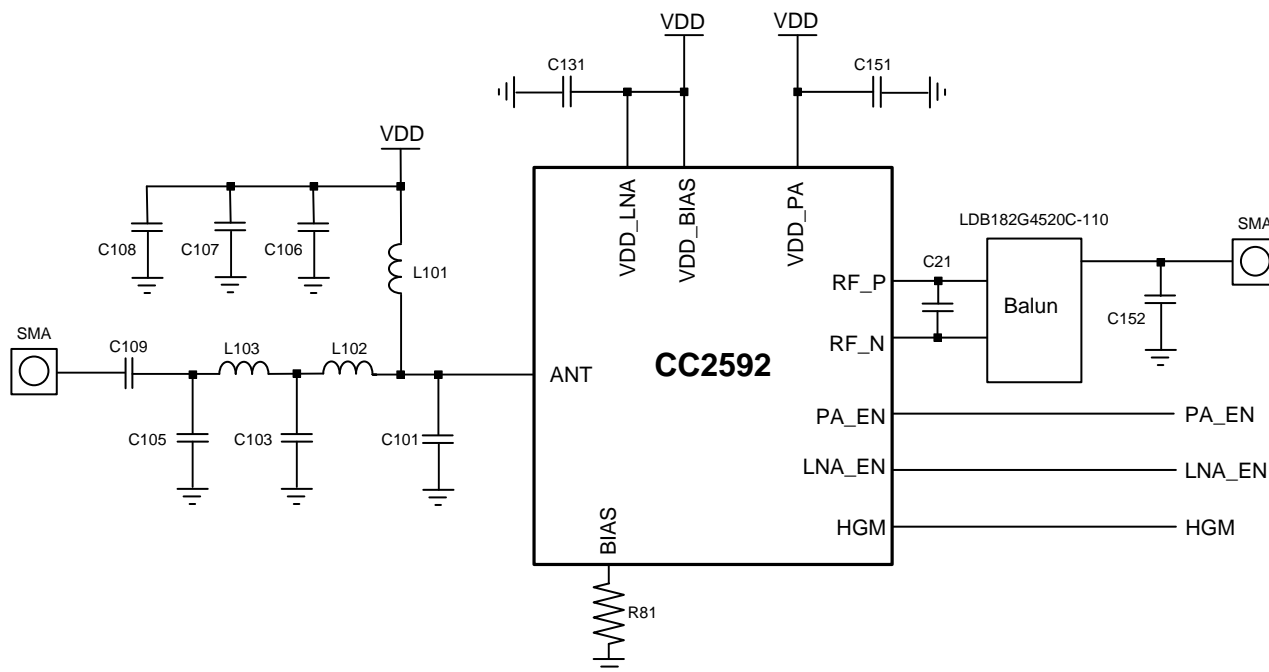 VDD
VDD
C131
C151
VDD
VDD_LNA
VDD_BIAS
VDD_PA
LDB182G4520C-110
SMA
C108
C107
C106
L101
RF_P
C21
Balun
C152
SMA
C109
L103
L102
RF_N
ANT
CC2592
C105
C103
C101
PA_EN
PA_EN
LNA_EN
LNA_EN
HGM
HGM
BIAS
R81